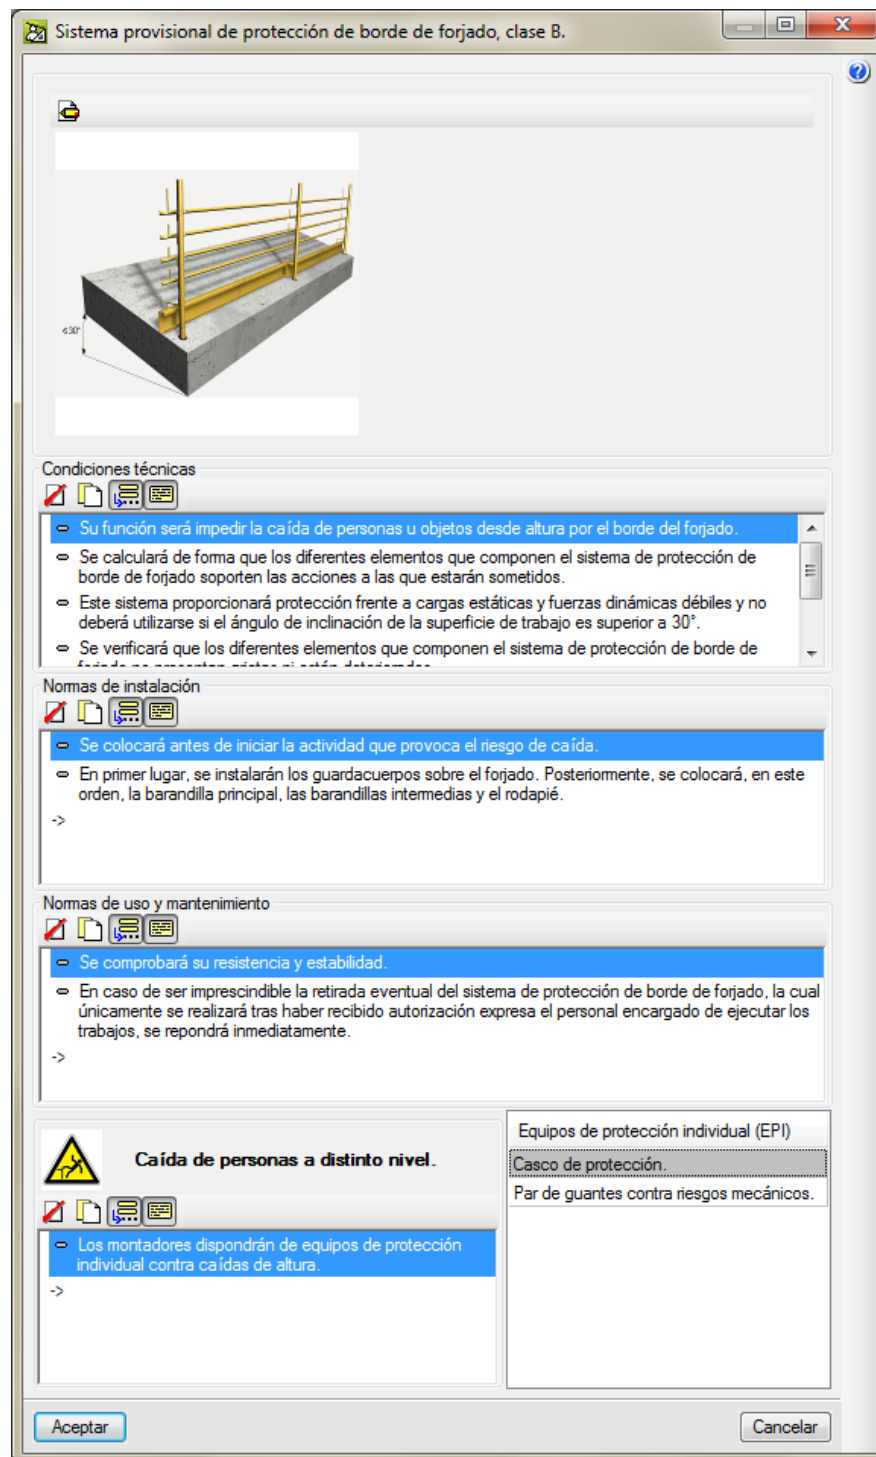 Sistema provisional de protección de borde de forjado, clase B.
≤30°
Condiciones técnicas
Su función será impedir la caída de personas u objetos desde altura por el borde del forjado.
Se calculará de forma que los diferentes elementos que componen el sistema de protección de
borde de forjado soporten las acciones a las que estarán sometidos.
Este sistema proporcionará protección frente a cargas estáticas y fuerzas dinámicas débiles y no
deberá utilizarse si el ángulo de inclinación de la superficie de trabajo es superior a 30°.
Se verificará que los diferentes elementos que componen el sistema de protección de borde de
Normas de instalación
Se colocará antes de iniciar la actividad que provoca el riesgo de caída.
En primer lugar, se instalarán los guardacuerpos sobre el forjado. Posteriormente, se colocará, en este
orden, la barandilla principal, las barandillas intermedias y el rodapié.
->
Normas de uso y mantenimiento
Se comprobará su resistencia y estabilidad.
En caso de ser imprescindible la retirada eventual del sistema de protección de borde de forjado, la cual
únicamente se realizará tras haber recibido autorización expresa el personal encargado de ejecutar los
trabajos, se repondrá inmediatamente.
->
Caída de personas a distinto nivel.
Los montadores dispondrán de equipos de protección
individual contra caídas de altura.
->
Equipos de protección individual (EPI)
Casco de protección.
Par de guantes contra riesgos mecánicos.
Aceptar
Cancelar